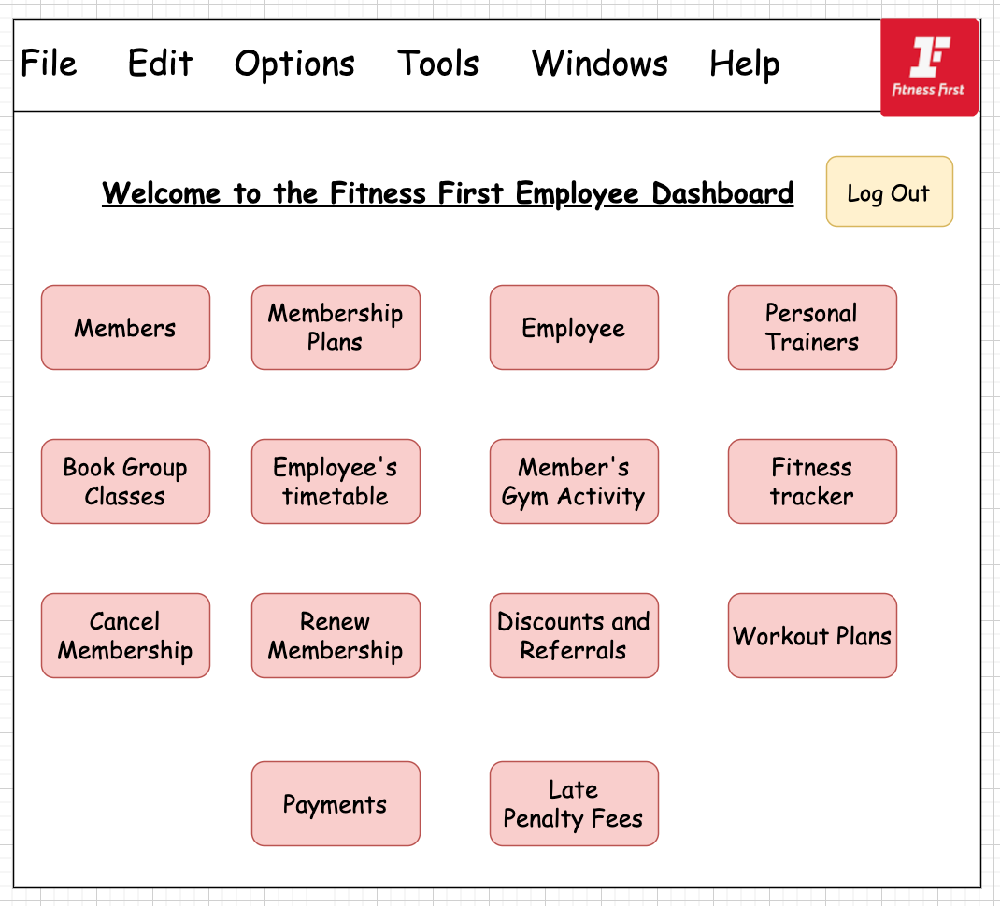 File Edit Options Tools Windows Help
Fitness First
Welcome to the Fitness First Employee Dashboard
Log Out
Members
Membership
Plans
Employee
Personal
Trainers
Book Group
Classes
Employee's
timetable
Member's
Gym Activity
Fitness
tracker
Cancel
Membership
Renew
Membership
Discounts and
Referrals
Workout Plans
Payments
Late
Penalty Fees